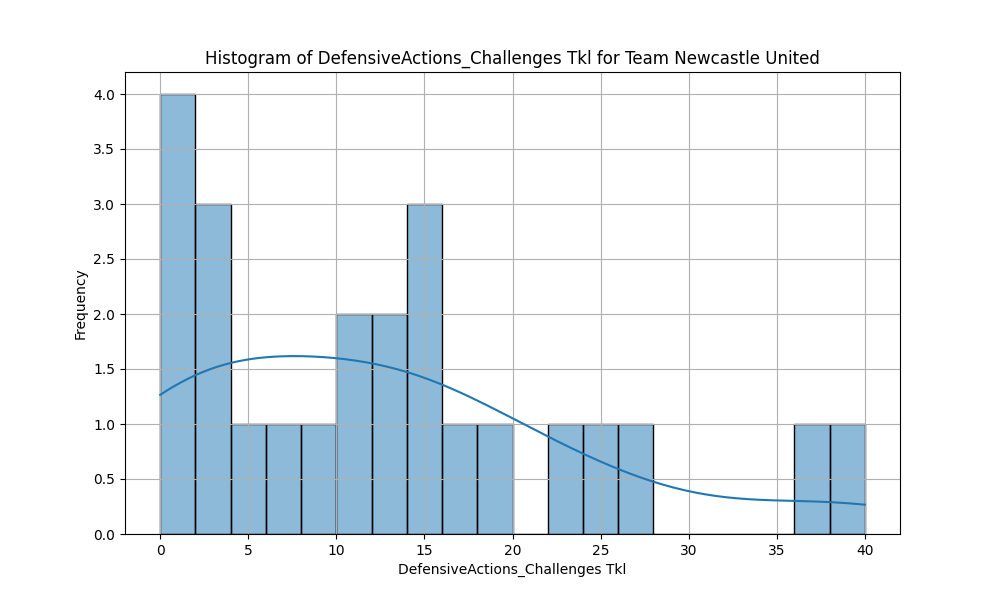 Histogram of DefensiveActions_Challenges Tkl for Team Newcastle United
4.0
3.5
3.0
2.5
2.0
1.5
1.0
0.5
0.0
Frequency
0 5 10 15 20 25 30 35 40
DefensiveActions_Challenges Tkl